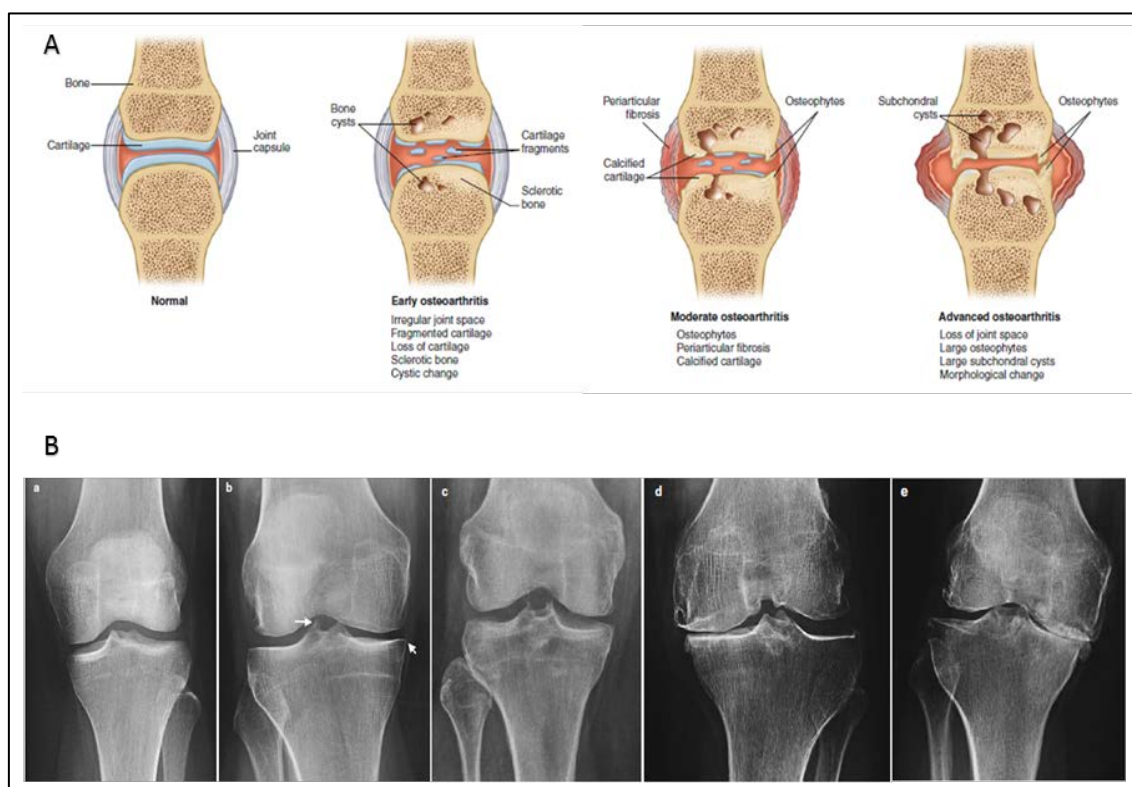 A
Bone
Cartilage
Joint
capsule
Normal
Bone
cysts
Cartilage
fragments
Sclerotic
bone
Early osteoarthritis
Irregular joint space
Fragmented cartilage
Loss of cartilage
Sclerotic bone
Cystic change
Periarticular
fibrosis
Osteophytes
Calcified
cartilage
Moderate osteoarthritis
Osteophytes
Periarticular fibrosis
Calcified cartilage
Subchondral
cysts
Osteophytes
Advanced osteoarthritis
Loss of joint space
Large osteophytes
Large subchondral cysts
Morphological change
B
a
b
c
d
e